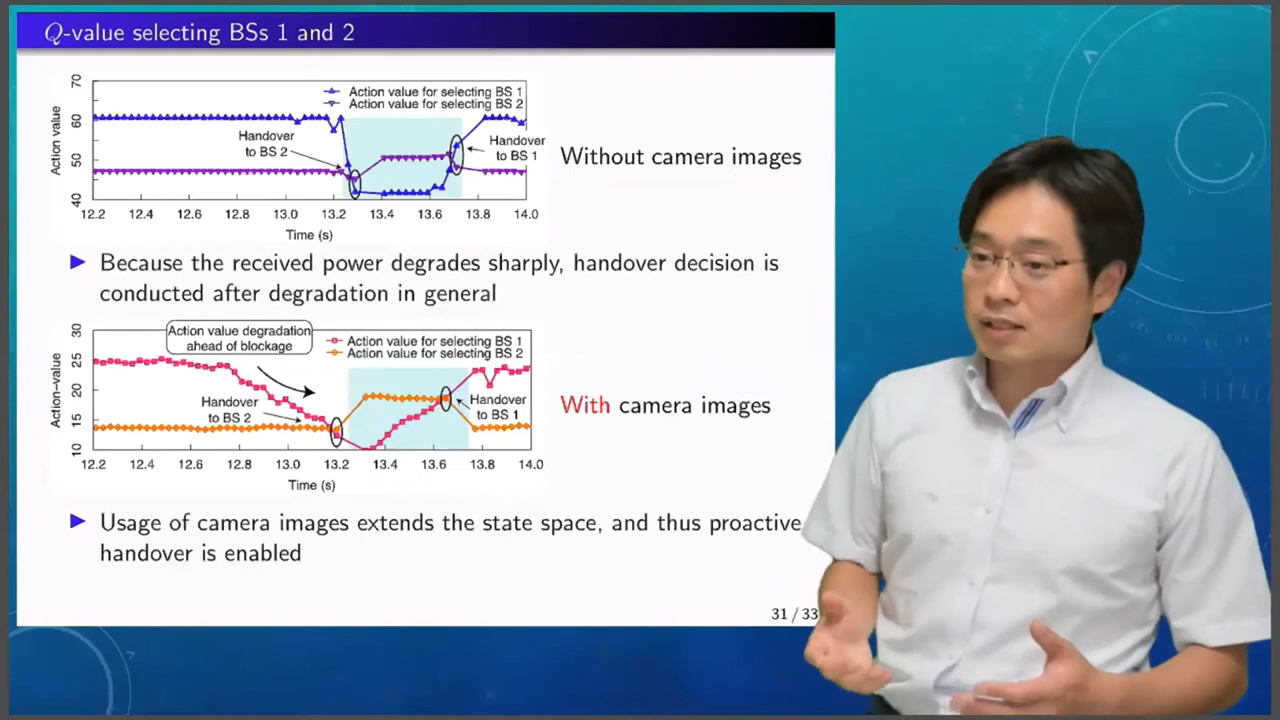 Q-value selecting BSs 1 and 2
70
60
50
40
Action value
Action value for selecting BS 1
Action value for selecting BS 2
Handover
to BS 2
Handover
to BS 1
12.2 12.4 12.6 12.8 13.0 13.2 13.4 13.6 13.8 14.0
Time (s)
Without camera images
Because the received power degrades sharply, handover decision is
conducted after degradation in general
30
25
20
15
10
Action-value
Action value degradation
ahead of blockage
Action value for selecting BS 1
Action value for selecting BS 2
Handover
to BS 2
Handover
to BS 1
12.2 12.4 12.6 12.8 13.0 13.2 13.4 13.6 13.8 14.0
Time (s)
With camera images
Usage of camera images extends the state space, and thus proactive
handover is enabled
31 / 33